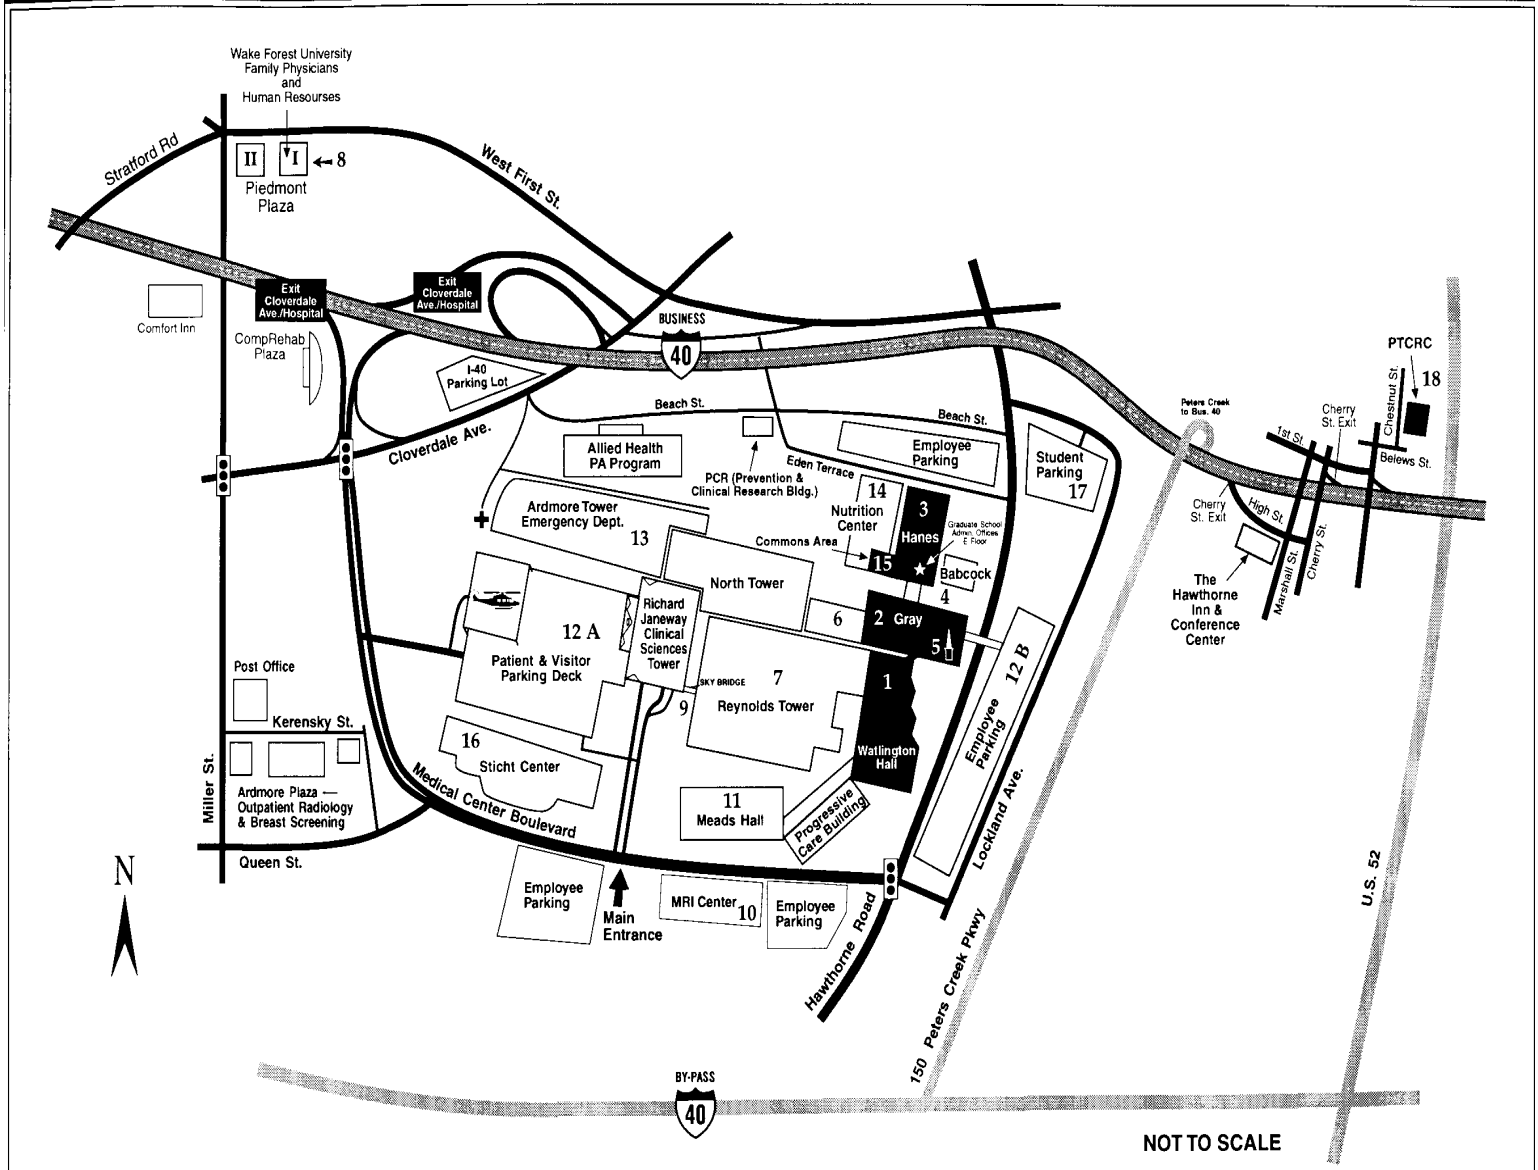 Wake Forest University
Family Physicians
and
Human Resourses
Stratford Rd
II
I
8
Piedmont
Plaza
West First St.
Exit
Cloverdale
Ave./Hospital
Exit
Cloverdale
Ave./Hospital
Comfort Inn
CompRehab
Plaza
I-40
Parking Lot
BUSINESS
40
Cloverdale Ave.
Beach St.
Beach St.
Allied Health
PA Program
PCR (Prevention &
Clinical Research Bldg.)
Eden Terrace
Employee
Parking
Student
Parking
17
Peters Creek
to Bus. 40
1st St.
Cherry
St. Exit
Chestnut St.
PTCRC
18
Belews St.
Cherry
St. Exit
High St.
Marshall St.
Cherry St.
The
Hawthorne
Inn &
Conference
Center
Ardmore Tower
Emergency Dept.
13
14
Nutrition
Center
3
Hanes
Graduate School
Admin. Offices
E Floor
Commons Area
15
Babcock
4
North Tower
Richard
Janeway
Clinical
Sciences
Tower
6
2
Gray
5
12 A
Patient & Visitor
Parking Deck
SKY BRIDGE
9
7
Reynolds Tower
1
Watlington
Hall
12 B
Employee
Parking
Post Office
Kerensky St.
Miller St.
Ardmore Plaza —
Outpatient Radiology
& Breast Screening
Queen St.
16
Sticht Center
Medical Center Boulevard
11
Meads Hall
Progressive
Care Building
Lockland Ave.
Employee
Parking
Main
Entrance
MRI Center
10
Employee
Parking
Hawthorne Road
150 Peters Creek Pkwy
U.S. 52
N
BY-PASS
40
NOT TO SCALE